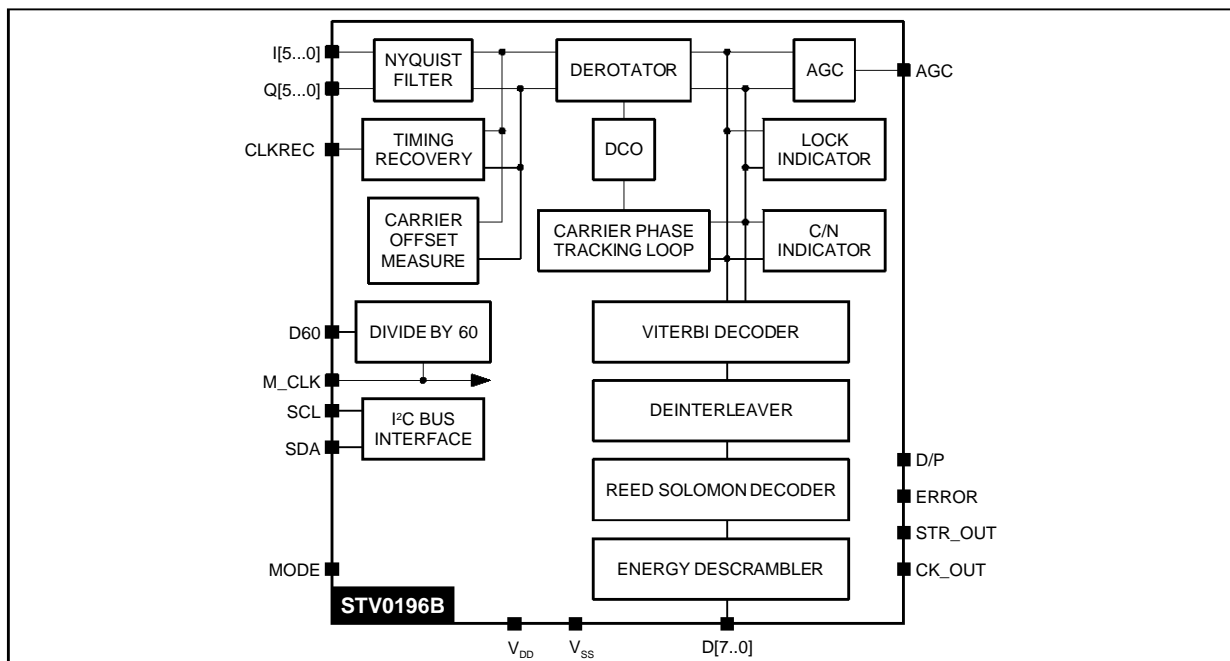 I[5...0]
Q[5...0]
NYQUIST
FILTER
DEROTATOR
AGC
AGC
CLKREC
TIMING
RECOVERY
DCO
LOCK
INDICATOR
CARRIER
OFFSET
MEASURE
CARRIER PHASE
TRACKING LOOP
C/N
INDICATOR
D60
DIVIDE BY 60
VITERBI DECODER
M_CLK
SCL
SDA
I²C BUS
INTERFACE
DEINTERLEAVER
REED SOLOMON DECODER
D/P
ERROR
STR_OUT
CK_OUT
MODE
ENERGY DESCRAMBLER
STV0196B
VDD
VSS
D[7..0]